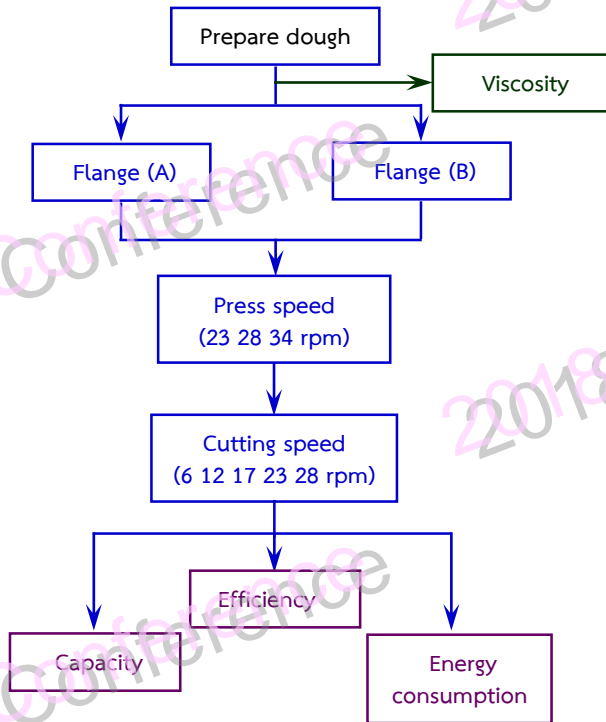 2018
Prepare dough
Viscosity
Flange (A)
Flange (B)
Conference
Press speed
(23 28 34 rpm)
2018
Cutting speed
(6 12 17 23 28 rpm)
Conference
Efficiency
Capacity
Energy
consumption